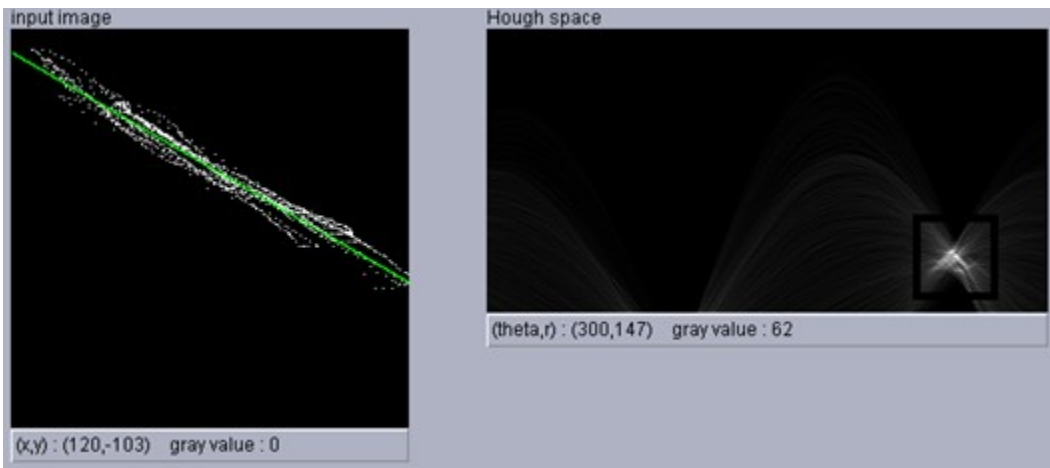 input image
Hough space
(theta,r) : (300,147) gray value : 62
(x,y) : (120,-103) gray value : 0